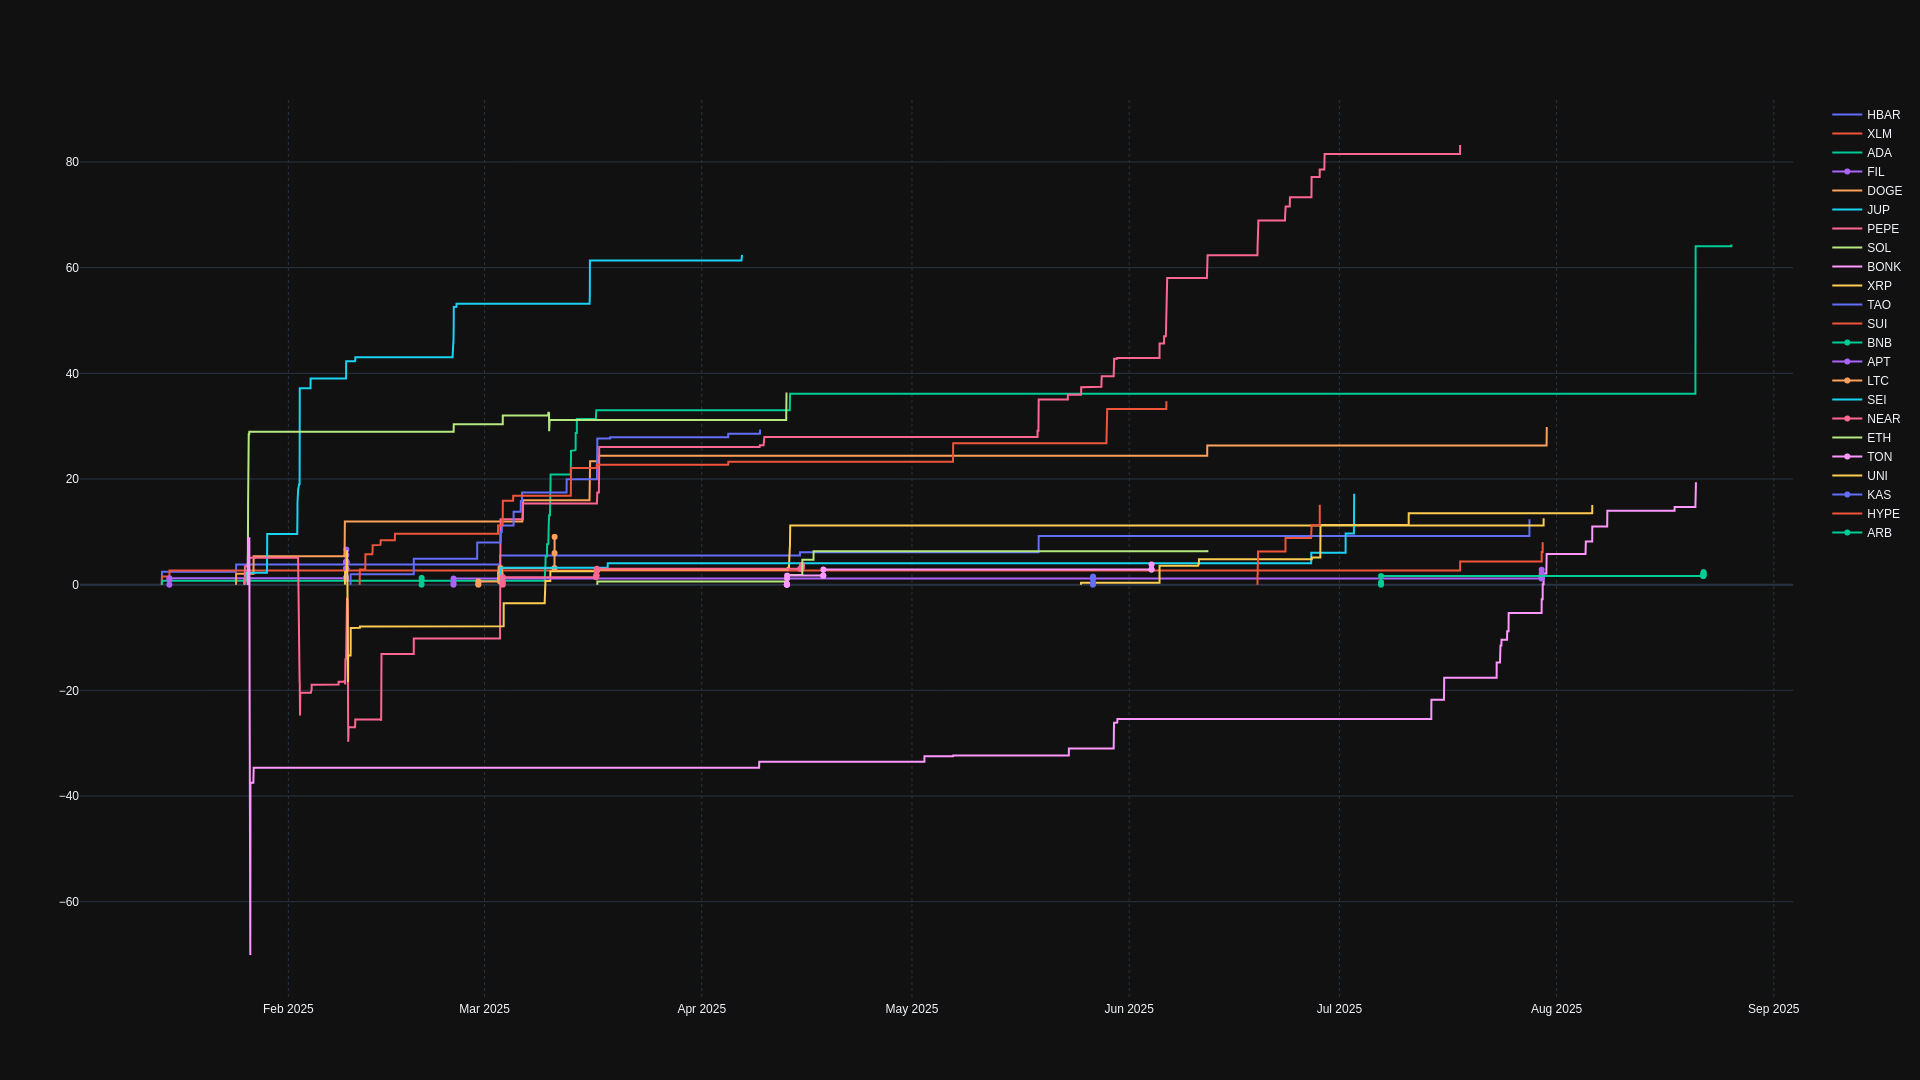 80
60
40
20
0
−20
−40
−60
Feb 2025
Mar 2025
Apr 2025
May 2025
Jun 2025
Jul 2025
Aug 2025
Sep 2025
HBAR
XLM
ADA
FIL
DOGE
JUP
PEPE
SOL
BONK
XRP
TAO
SUI
BNB
APT
LTC
SEI
NEAR
ETH
TON
UNI
KAS
HYPE
ARB